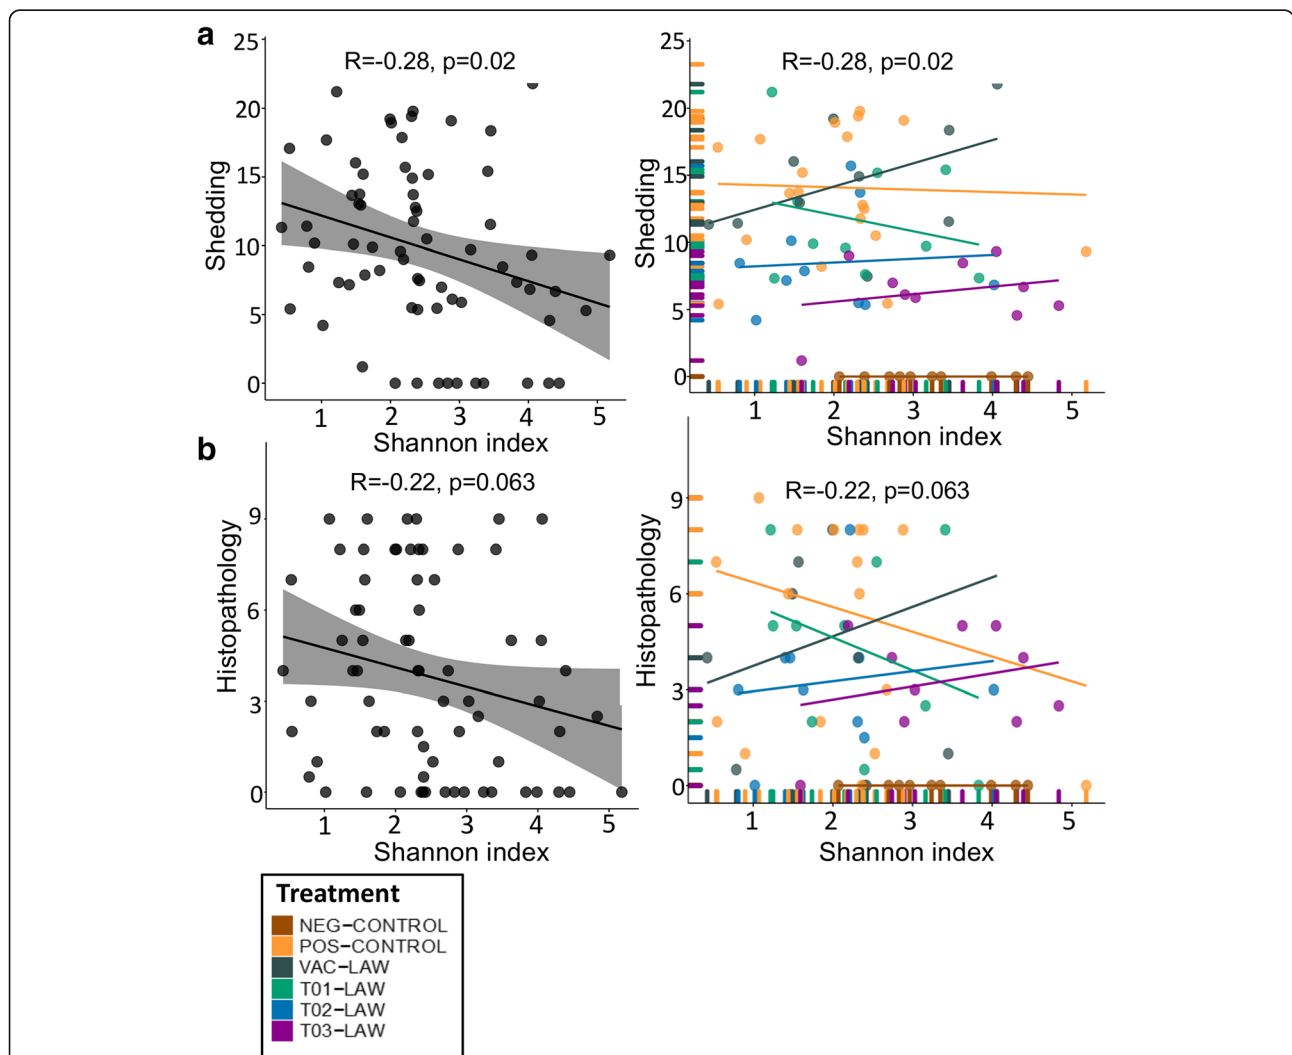 a
25
20
15
10
5
0
Shedding
R=-0.28, p=0.02
1 2 3 4 5
Shannon index
25
20
15
10
5
0
Shedding
R=-0.28, p=0.02
1 2 3 4 5
Shannon index
b
9
6
3
0
Histopathology
R=-0.22, p=0.063
1 2 3 4 5
Shannon index
9
6
3
0
Histopathology
R=-0.22, p=0.063
1 2 3 4 5
Shannon index
Treatment
NEG−CONTROL
POS−CONTROL
VAC−LAW
T01−LAW
T02−LAW
T03−LAW